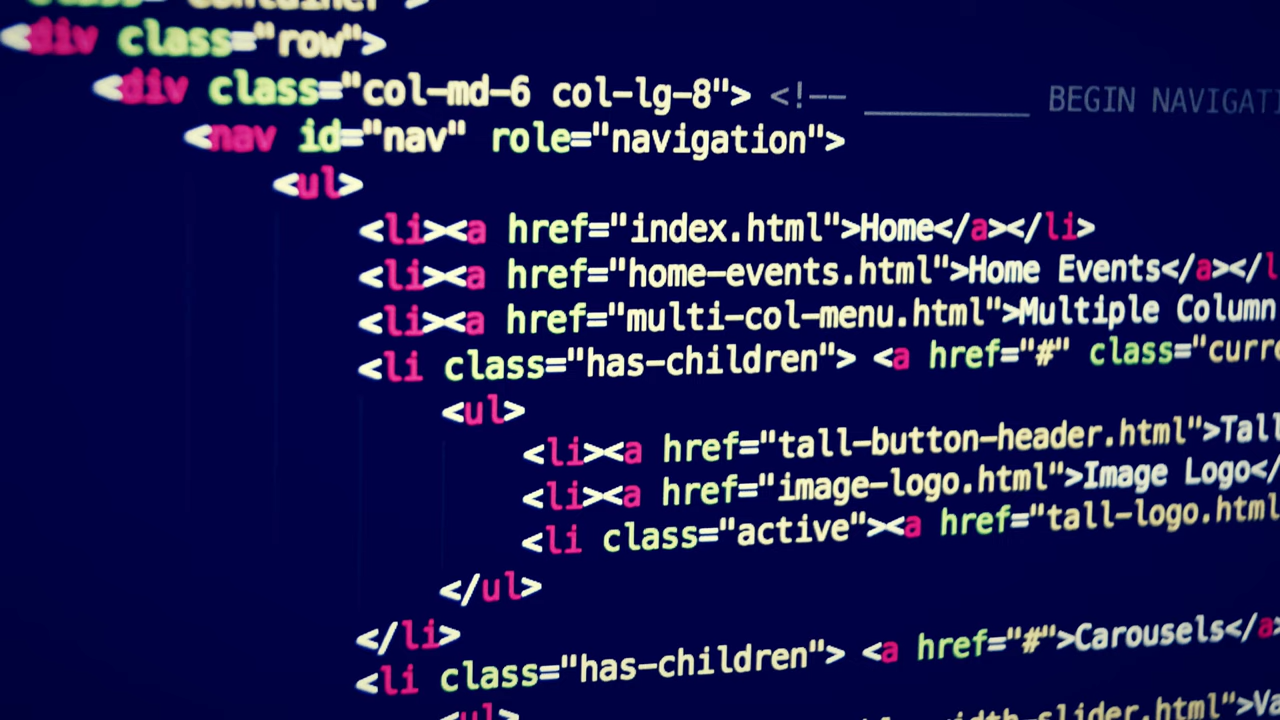 <div class="row">
<div class="col-md-6 col-lg-8"> <!-- __________ BEGIN
<nav id="nav" role="navigation">
<ul>
<li><a href="index.html">Home</a></li>
<li><a href="home-events.html">Home Events</a></
<li><a href="multi-col-menu.html">Multiple Column
<li class="has-children"> <a href="#" class="
<ul>
<li><a href="tall-button-header.html">Tall
<li><a href="image-logo.html">Image Logo</
<li class="active"><a href="tall-logo.html
</ul>
</li>
<li class="has-children"> <a href="#">Carousels</a>
<ul>